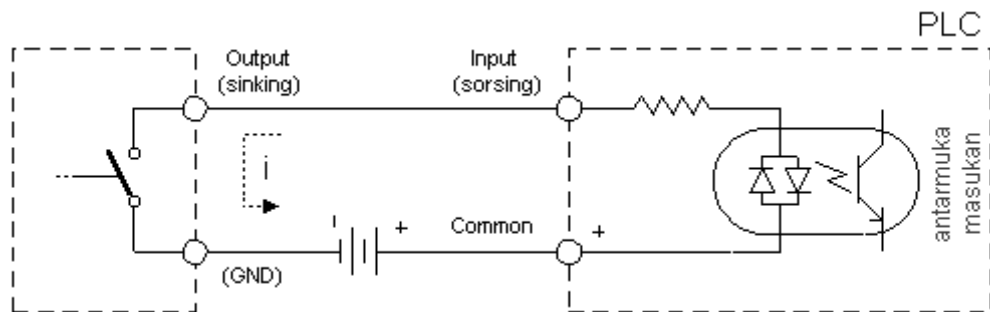 PLC
Output
(sinking)
Input
(sorsing)
i
Common
+
+
(GND)
antarmuka
masukan